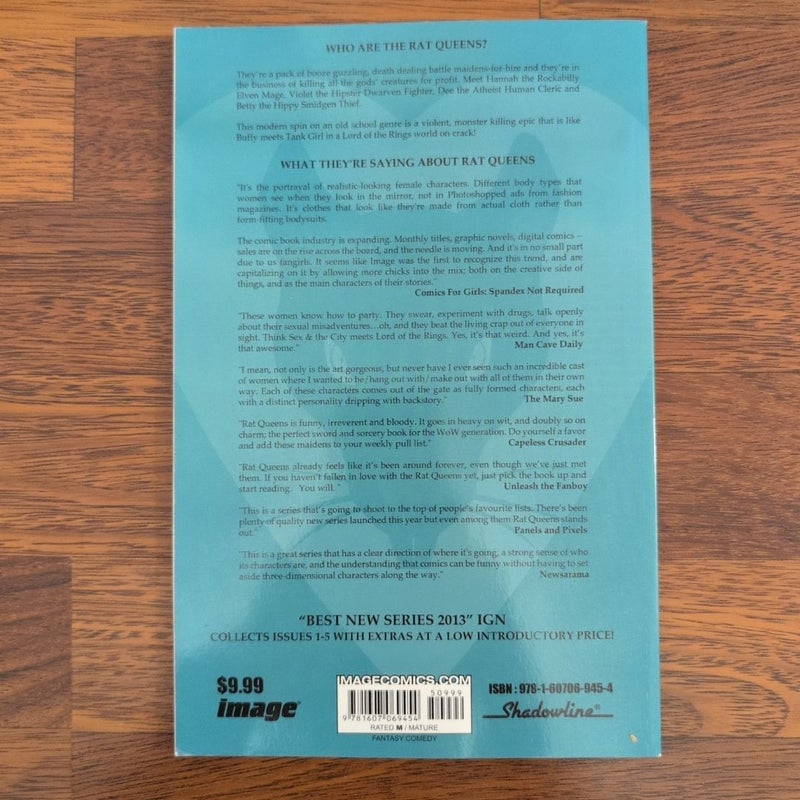 WHO ARE THE RAT QUEENS?
They're a pack of booze guzzling, death dealing battle maidens-for-hire and they're in
the business of killing all the gods' creatures for profit. Meet Hannah the Rockabilly
Elven Mage, Violet the Hipster Dwarven Fighter, Dee the Atheist Human Cleric and
Betty the Hippy Smidgen Thief.
This modern spin on an old school genre is a violent, monster killing epic that is like
Buffy meets Tank Girl in a Lord of the Rings world on crack!
WHAT THEY'RE SAYING ABOUT RAT QUEENS
"It's the portrayal of realistic-looking female characters. Different body types that
women see when they look in the mirror, not in Photoshopped ads from fashion
magazines. It's clothes that look like they're made from actual cloth rather than
form-fitting bodysuits.
The comic book industry is expanding. Monthly titles, graphic novels, digital comics –
sales are on the rise across the board, and the needle is moving. And it's in no small part
due to us fangirls. It seems like Image was the first to recognize this trend, and are
capitalizing on it by allowing more chicks into the mix; both on the creative side of
things, and as the main characters of their stories."
Comics For Girls: Spandex Not Required
"These women know how to party. They swear, experiment with drugs, talk openly
about their sexual misadventures...oh, and they beat the living crap out of everyone in
sight. Think Sex & the City meets Lord of the Rings. Yes, it's that weird. And yes, it's
that awesome." Man Cave Daily
"I mean, not only is the art gorgeous, but never have I ever seen such an incredible cast
of women where I wanted to be/hang out with/make out with all of them in their own
way. Each of these characters comes out of the gate as fully formed characters, each
with a distinct personality dripping with backstory." The Mary Sue
"Rat Queens is funny, irreverent and bloody. It goes in heavy on wit, and doubly so on
charm; the perfect sword and sorcery book for the WoW generation. Do yourself a favor
and add these maidens to your weekly pull list." Capeless Crusader
"Rat Queens already feels like it's been around forever, even though we've just met
them. If you haven't fallen in love with the Rat Queens yet, just pick the book up and
start reading. You will. " Unleash the Fanboy
"This is a series that's going to shoot to the top of people's favourite lists. There's been
plenty of quality new series launched this year but even among them Rat Queens stands
out." Panels and Pixels
"This is a great series that has a clear direction of where it's going, a strong sense of who
its characters are, and the understanding that comics can be funny without having to set
aside three-dimensional characters along the way." Newsarama
"BEST NEW SERIES 2013" IGN
COLLECTS ISSUES 1-5 WITH EXTRAS AT A LOW INTRODUCTORY PRICE!
$9.99
image
IMAGECOMICS.COM
50999
9 781607 069454
RATED M / MATURE
FANTASY COMEDY
ISBN : 978-1-60706-945-4
Shadowline®